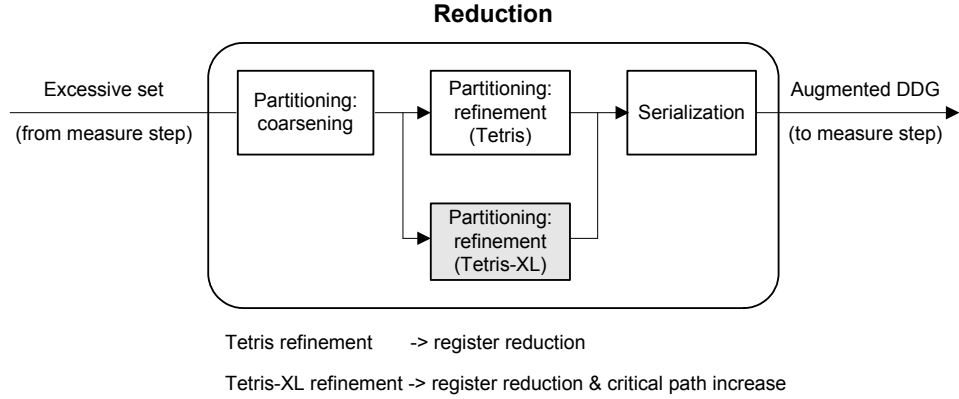 Reduction
Excessive set
(from measure step)
Partitioning:
coarsening
Partitioning:
refinement
(Tetris)
Partitioning:
refinement
(Tetris-XL)
Serialization
Augmented DDG
(to measure step)
Tetris refinement -> register reduction
Tetris-XL refinement -> register reduction & critical path increase